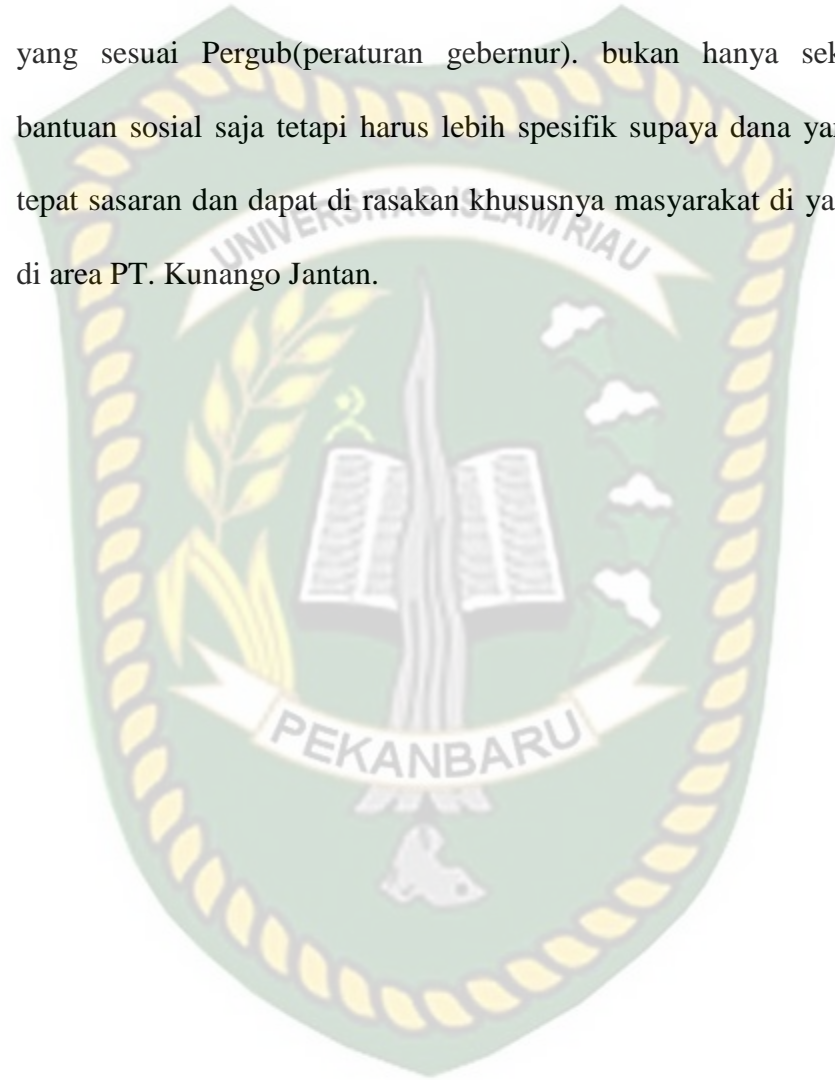 yang sesuai Pergub(peraturan gebernur). bukan hanya
bantuan sosial saja tetapi harus lebih spesifik supaya dana
tepat sasaran dan dapat di rasakan khususnya masyarakat di
di area PT. Kunango Jantan.
UNIVERSITAS ISLAM RIAU
PEKANBARU